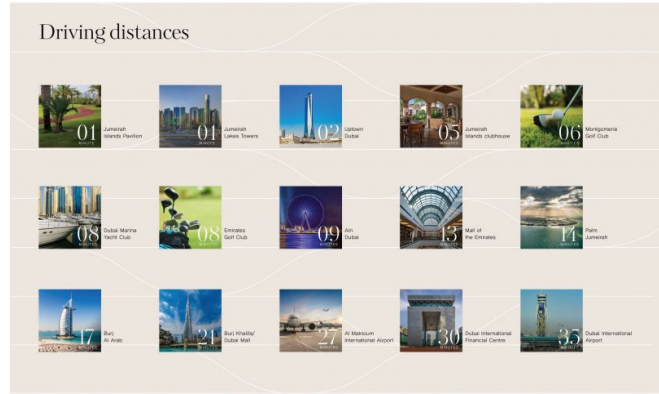 Driving distances
01
MINUTE
Jumeirah
Islands Pavilion
01
MINUTE
Jumeirah
Lakes Towers
02
MINUTE
Uptown
Dubai
05
MINUTE
Jumeirah
Islands clubhouse
06
MINUTE
Montgomerie
Golf Club
08
MINUTES
Dubai Marina
Yacht Club
08
MINUTES
Emirates
Golf Club
09
MINUTES
Ain
Dubai
13
MINUTES
Mall of
the Emirates
14
MINUTES
Palm
Jumeirah
17
MINUTES
Burj
Al Arab
21
MINUTES
Burj Khalifa/
Dubai Mall
27
MINUTES
Al Maktoum
International Airport
30
MINUTES
Dubai International
Financial Centre
35
MINUTES
Dubai International
Airport